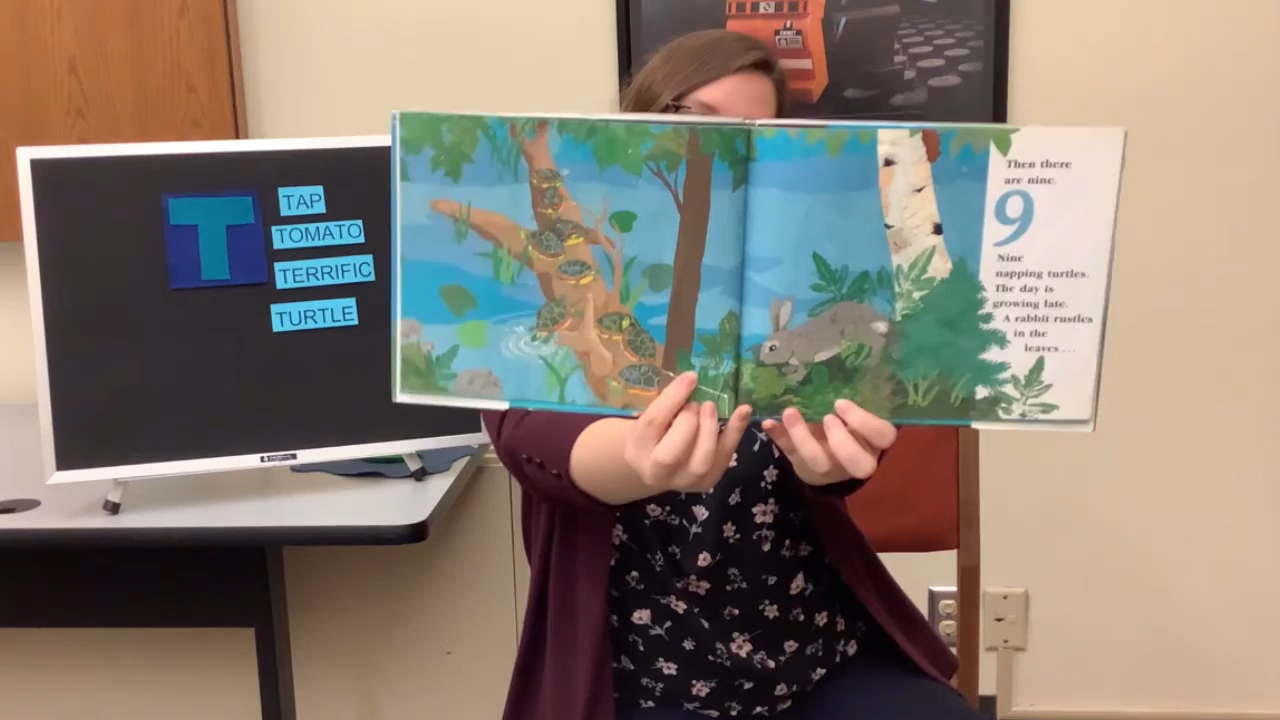 T
TAP
TOMATO
TERRIFIC
TURTLE
Then there
are nine.
9
Nine
napping turtles.
The day is
growing late.
A rabbit rustles
in the
leaves...
EMMET